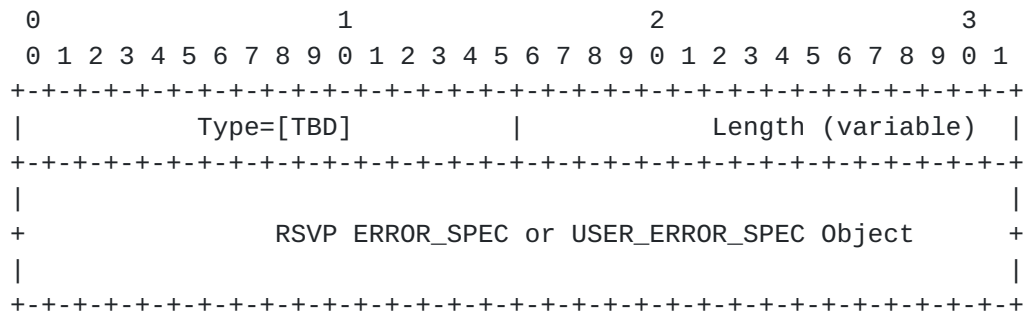 0                   1                   2                   3
 0 1 2 3 4 5 6 7 8 9 0 1 2 3 4 5 6 7 8 9 0 1 2 3 4 5 6 7 8 9 0 1
+-+-+-+-+-+-+-+-+-+-+-+-+-+-+-+-+-+-+-+-+-+-+-+-+-+-+-+-+-+-+-+-+
|           Type=[TBD]          |            Length (variable)  |
+-+-+-+-+-+-+-+-+-+-+-+-+-+-+-+-+-+-+-+-+-+-+-+-+-+-+-+-+-+-+-+-+
|                                                               |
+                RSVP ERROR_SPEC or USER_ERROR_SPEC Object      +
|                                                               |
+-+-+-+-+-+-+-+-+-+-+-+-+-+-+-+-+-+-+-+-+-+-+-+-+-+-+-+-+-+-+-+-+